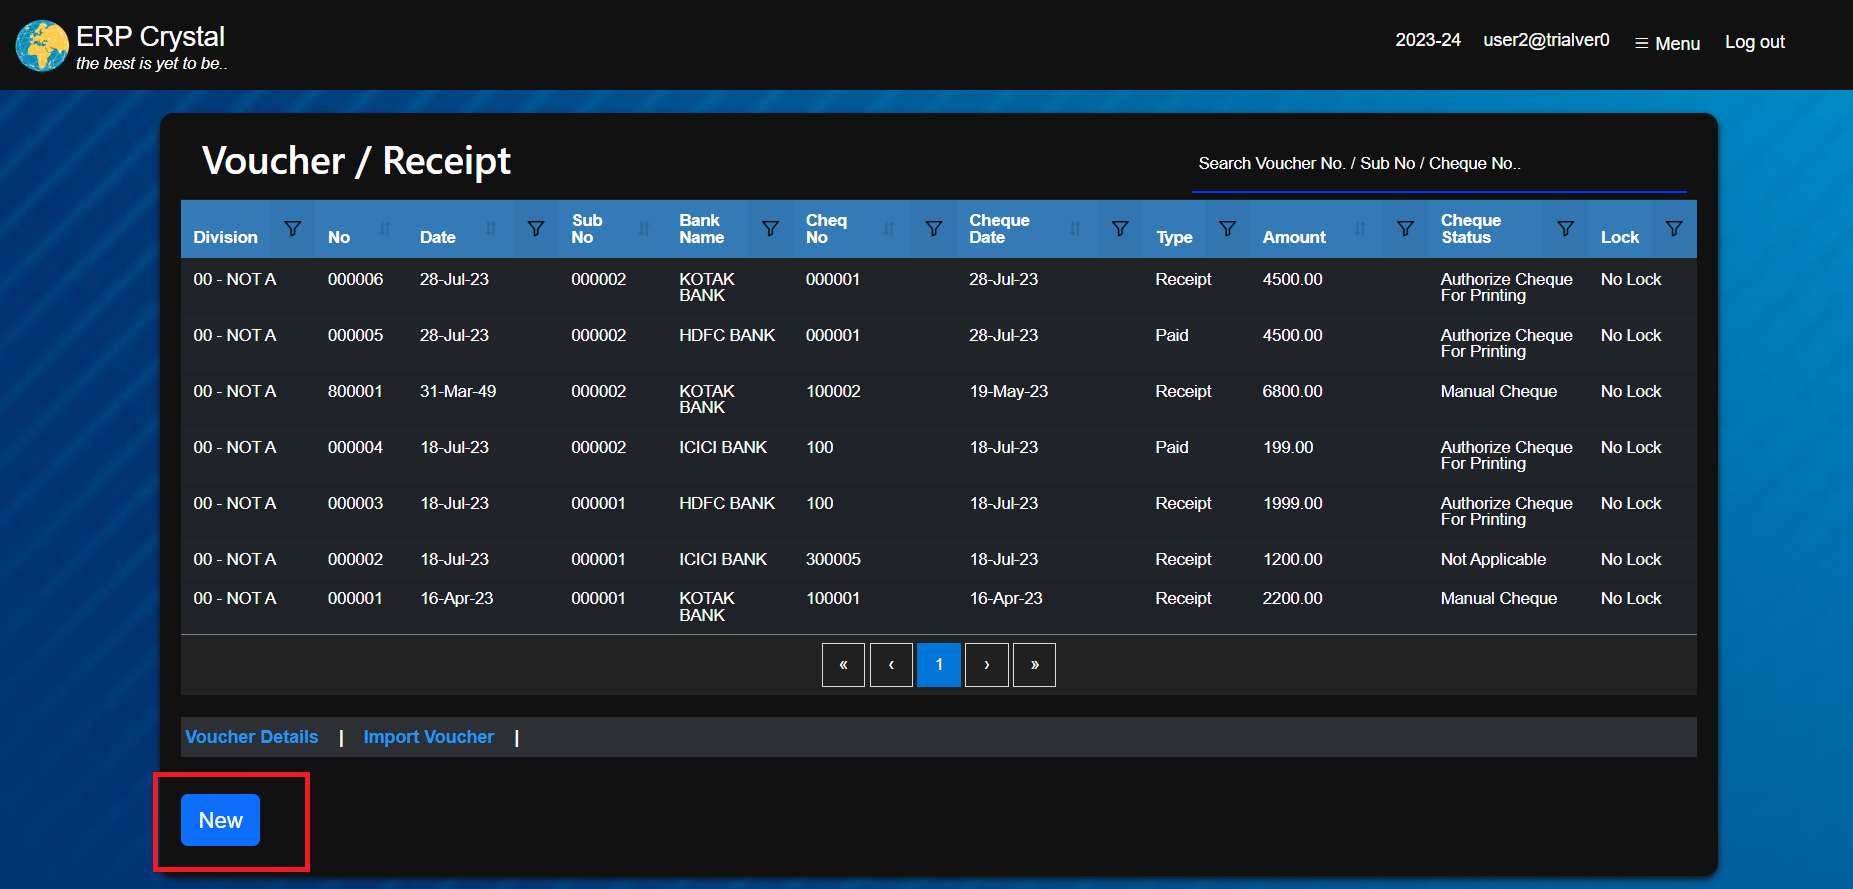 ERP Crystal
the best is yet to be..
2023-24 user2@trialver0 ☰ Menu Log out
Voucher / Receipt
Search Voucher No. / Sub No / Cheque No..
Division No Date Sub No Bank Name Cheq No Cheque Date Type Amount Cheque Status Lock
00 - NOT A 000006 28-Jul-23 000002 KOTAK BANK 000001 28-Jul-23 Receipt 4500.00 Authorize Cheque For Printing No Lock
00 - NOT A 000005 28-Jul-23 000002 HDFC BANK 000001 28-Jul-23 Paid 4500.00 Authorize Cheque For Printing No Lock
00 - NOT A 800001 31-Mar-49 000002 KOTAK BANK 100002 19-May-23 Receipt 6800.00 Manual Cheque No Lock
00 - NOT A 000004 18-Jul-23 000002 ICICI BANK 100 18-Jul-23 Paid 199.00 Authorize Cheque For Printing No Lock
00 - NOT A 000003 18-Jul-23 000001 HDFC BANK 100 18-Jul-23 Receipt 1999.00 Authorize Cheque For Printing No Lock
00 - NOT A 000002 18-Jul-23 000001 ICICI BANK 300005 18-Jul-23 Receipt 1200.00 Not Applicable No Lock
00 - NOT A 000001 16-Apr-23 000001 KOTAK BANK 100001 16-Apr-23 Receipt 2200.00 Manual Cheque No Lock
« ‹ 1 › »
Voucher Details | Import Voucher |
New